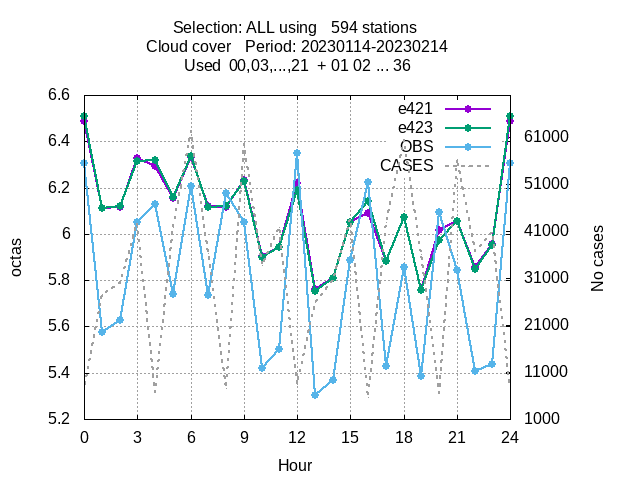 Selection: ALL using   594 stations
Cloud cover   Period: 20230114-20230214
Used  00,03,...,21  + 01 02 ... 36
e421
e423
OBS
CASES
6.6
6.4
6.2
6
5.8
5.6
5.4
5.2
octas
61000
51000
41000
31000
21000
11000
1000
No cases
0 3 6 9 12 15 18 21 24
Hour